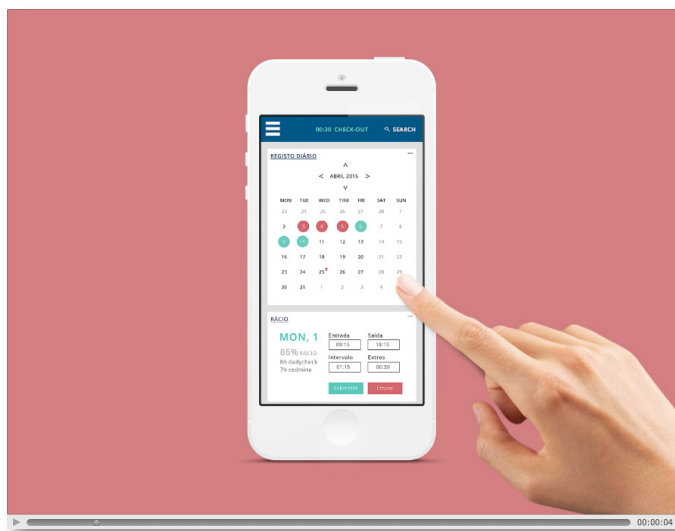 00:30 CHECK-OUT SEARCH
REGISTO DIÁRIO
< ABRIL 2015 >
MON TUE WED THU FRI SAT SUN
23 24 25 26 27 28 1
2 3 4 5 6 7 8
9 10 11 12 13 14 15
16 17 18 19 20 21 22
23 24 25 26 27 28 29
30 31 1 2 3 4
RÁCIO
MON, 1 Entrada Saída
09:15 18:15
86% RÁCIO
8h dailycheck Intervalo Extras
7h redmine 01:15 00:30
submeter limpar
00:00:04